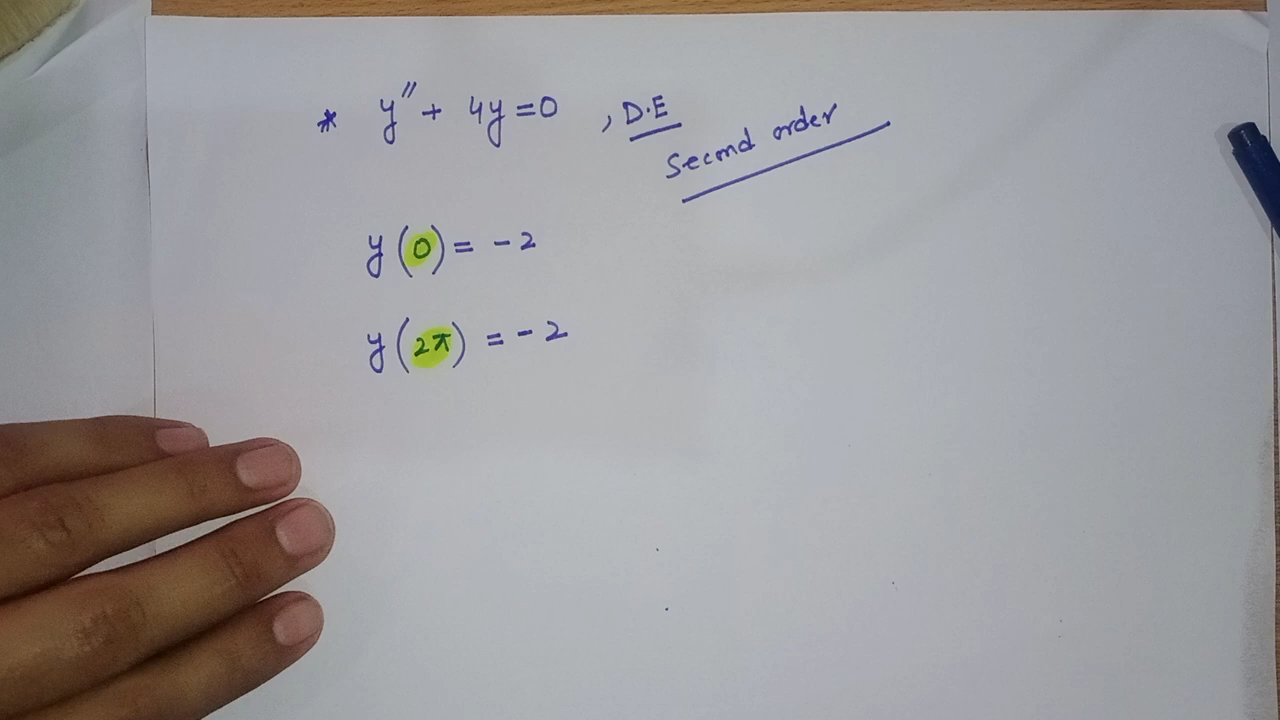 * y″ + 4y = 0 , D.E
Second order
y(0) = -2
y(2π) = -2